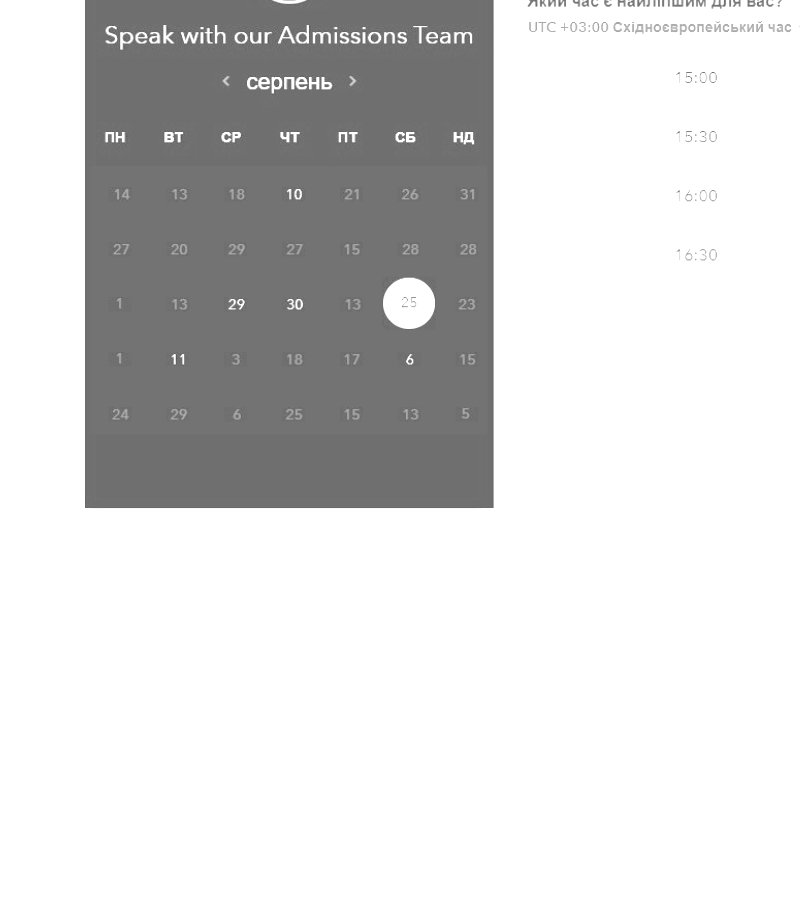 Speak with our Admissions Team
серпень
ПН ВТ СР ЧТ ПТ СБ НД
14 13 18 10 21 26 31
27 20 29 27 15 28 28
1 13 29 30 13 25 23
1 11 3 18 17 6 15
24 29 6 25 15 13 5
Який час є найліпшим для вас?
UTC +03:00 Східноєвропейський час
15:00
15:30
16:00
16:30